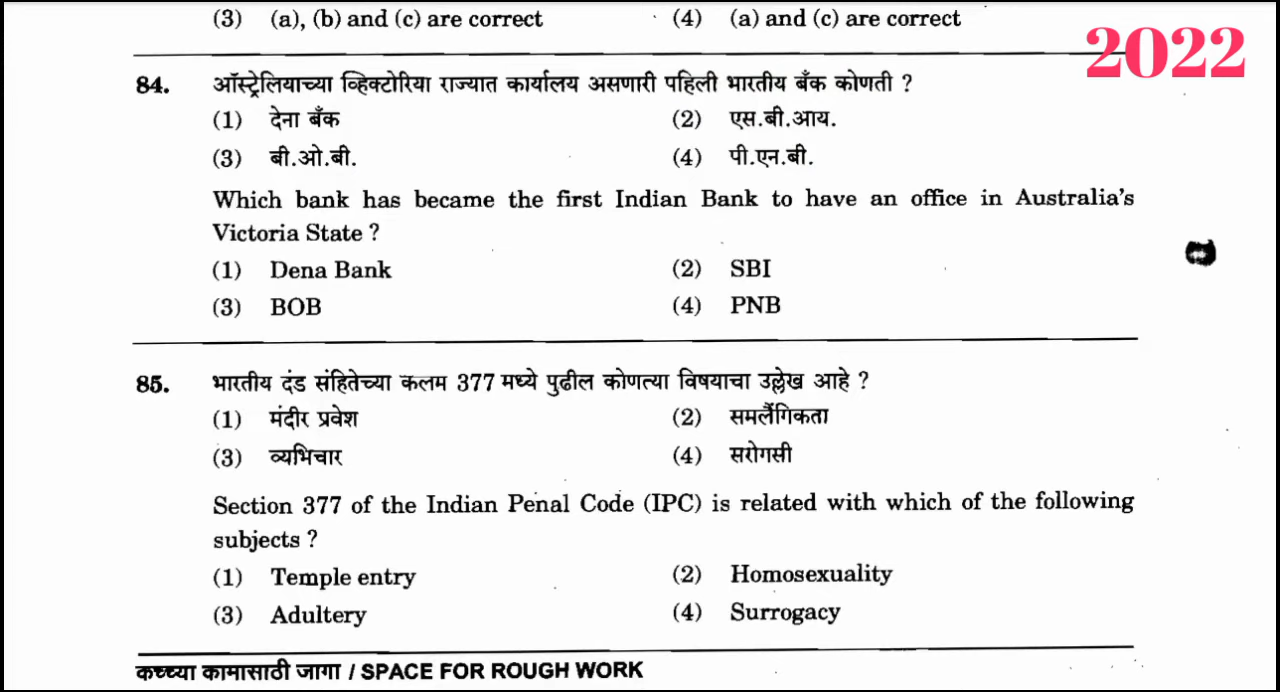 (3) (a), (b) and (c) are correct (4) (a) and (c) are correct
2022
84. ऑस्ट्रेलियाच्या व्हिक्टोरिया राज्यात कार्यालय असणारी पहिली भारतीय बँक कोणती ?
(1) देना बँक (2) एस.बी.आय.
(3) बी.ओ.बी. (4) पी.एन.बी.
Which bank has became the first Indian Bank to have an office in Australia's
Victoria State ?
(1) Dena Bank (2) SBI
(3) BOB (4) PNB
85. भारतीय दंड संहितेच्या कलम 377 मध्ये पुढील कोणत्या विषयाचा उल्लेख आहे ?
(1) मंदीर प्रवेश (2) समलैंगिकता
(3) व्यभिचार (4) सरोगसी
Section 377 of the Indian Penal Code (IPC) is related with which of the following
subjects ?
(1) Temple entry (2) Homosexuality
(3) Adultery (4) Surrogacy
कच्च्या कामासाठी जागा / SPACE FOR ROUGH WORK